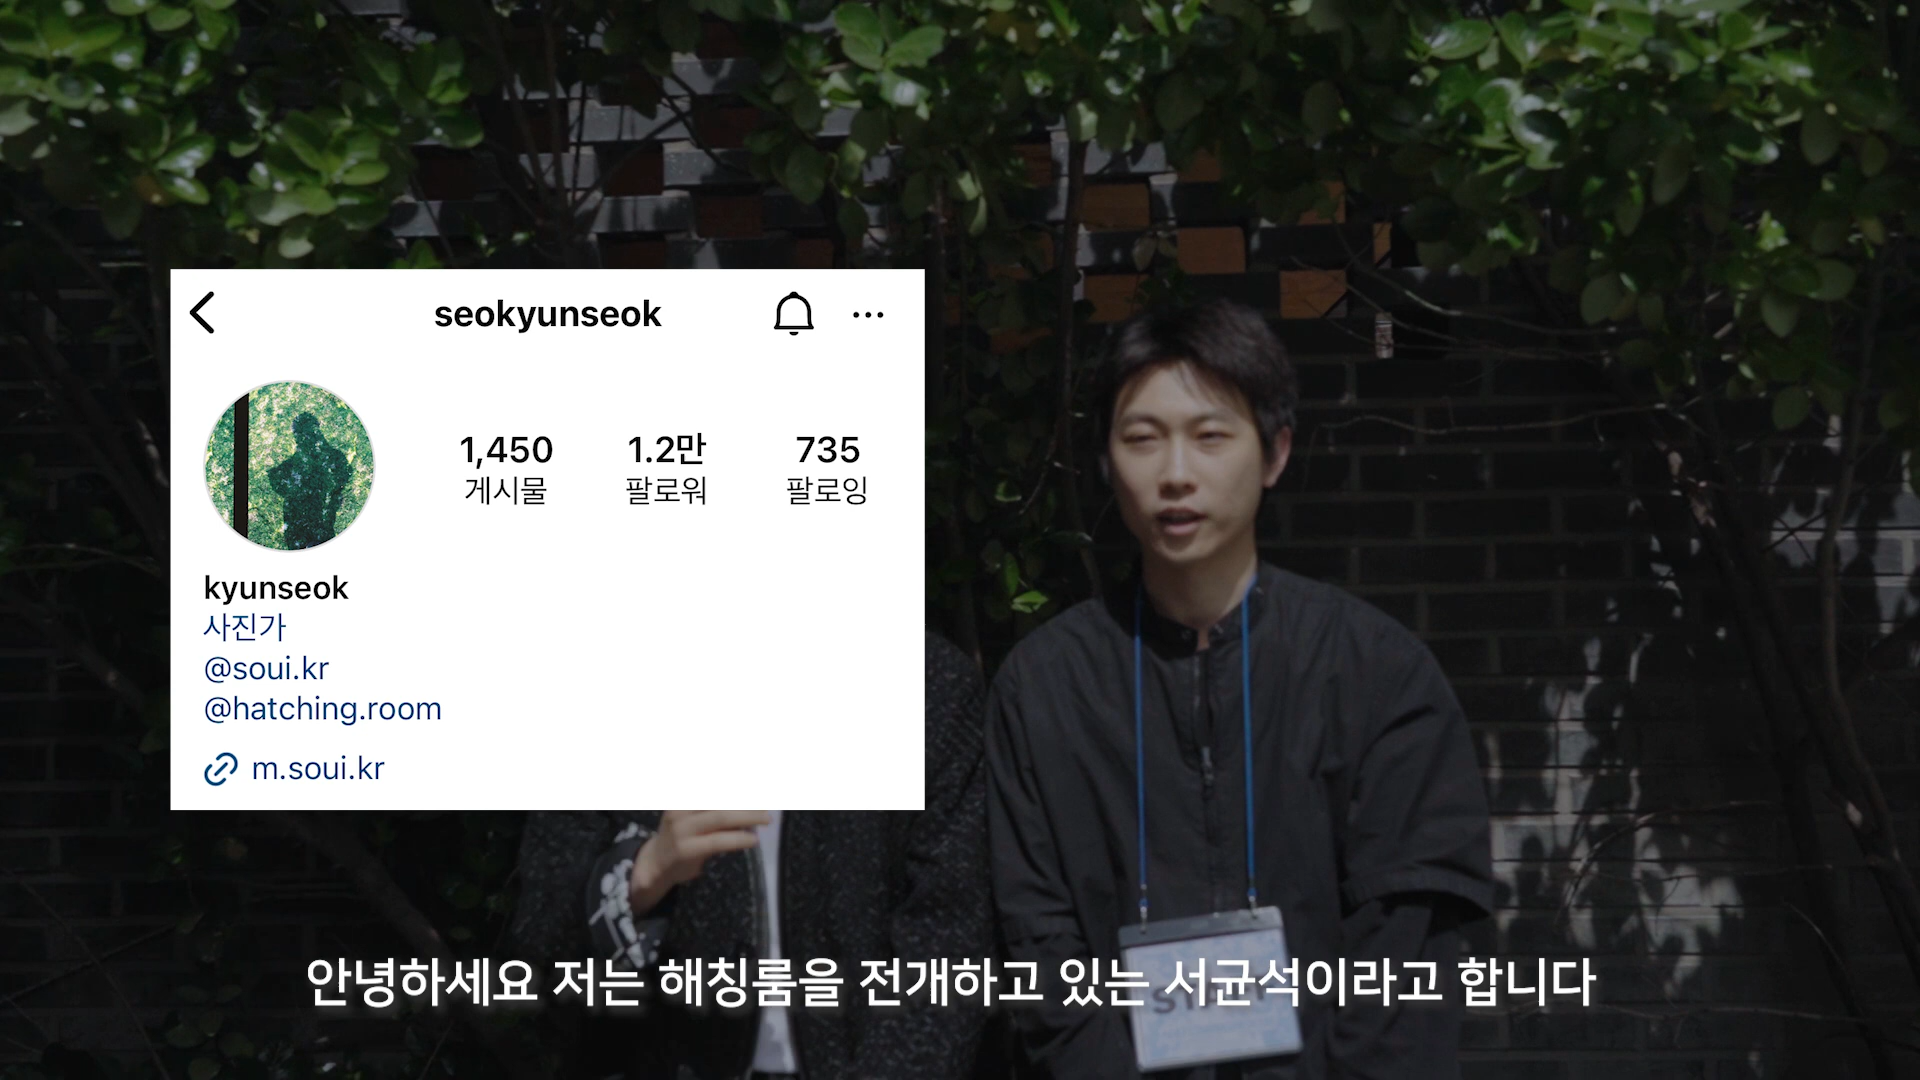 seokyunseok
1,450 1.2만 735
게시물 팔로워 팔로잉
kyunseok
사진가
@soui.kr
@hatching.room
m.soui.kr
안녕하세요 저는 해칭룸을 전개하고 있는 서균석이라고 합니다